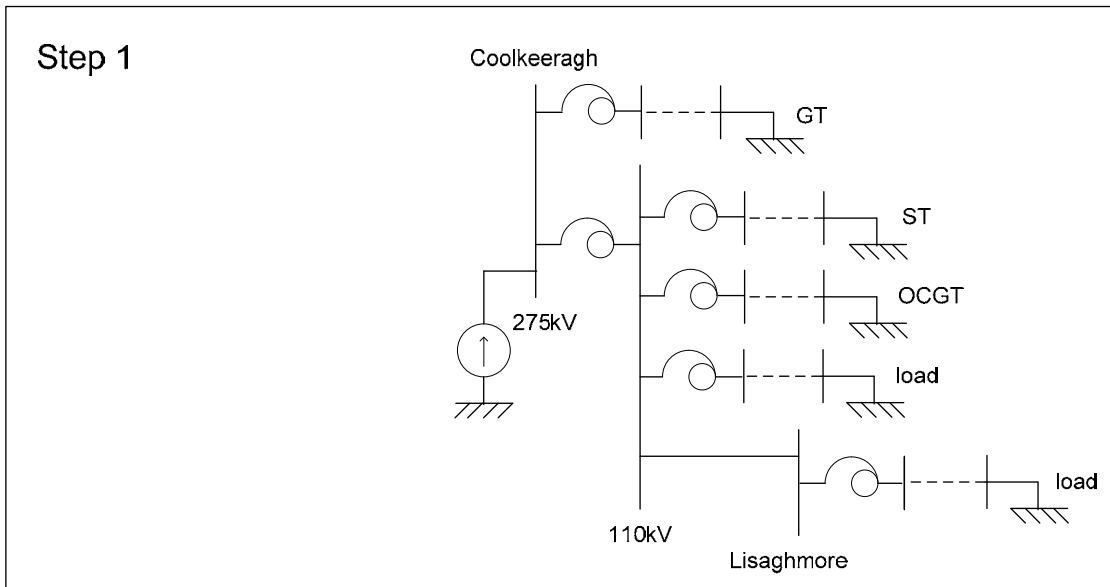 Step 1
Coolkeeragh
GT
ST
OCGT
275kV
load
load
110kV
Lisaghmore